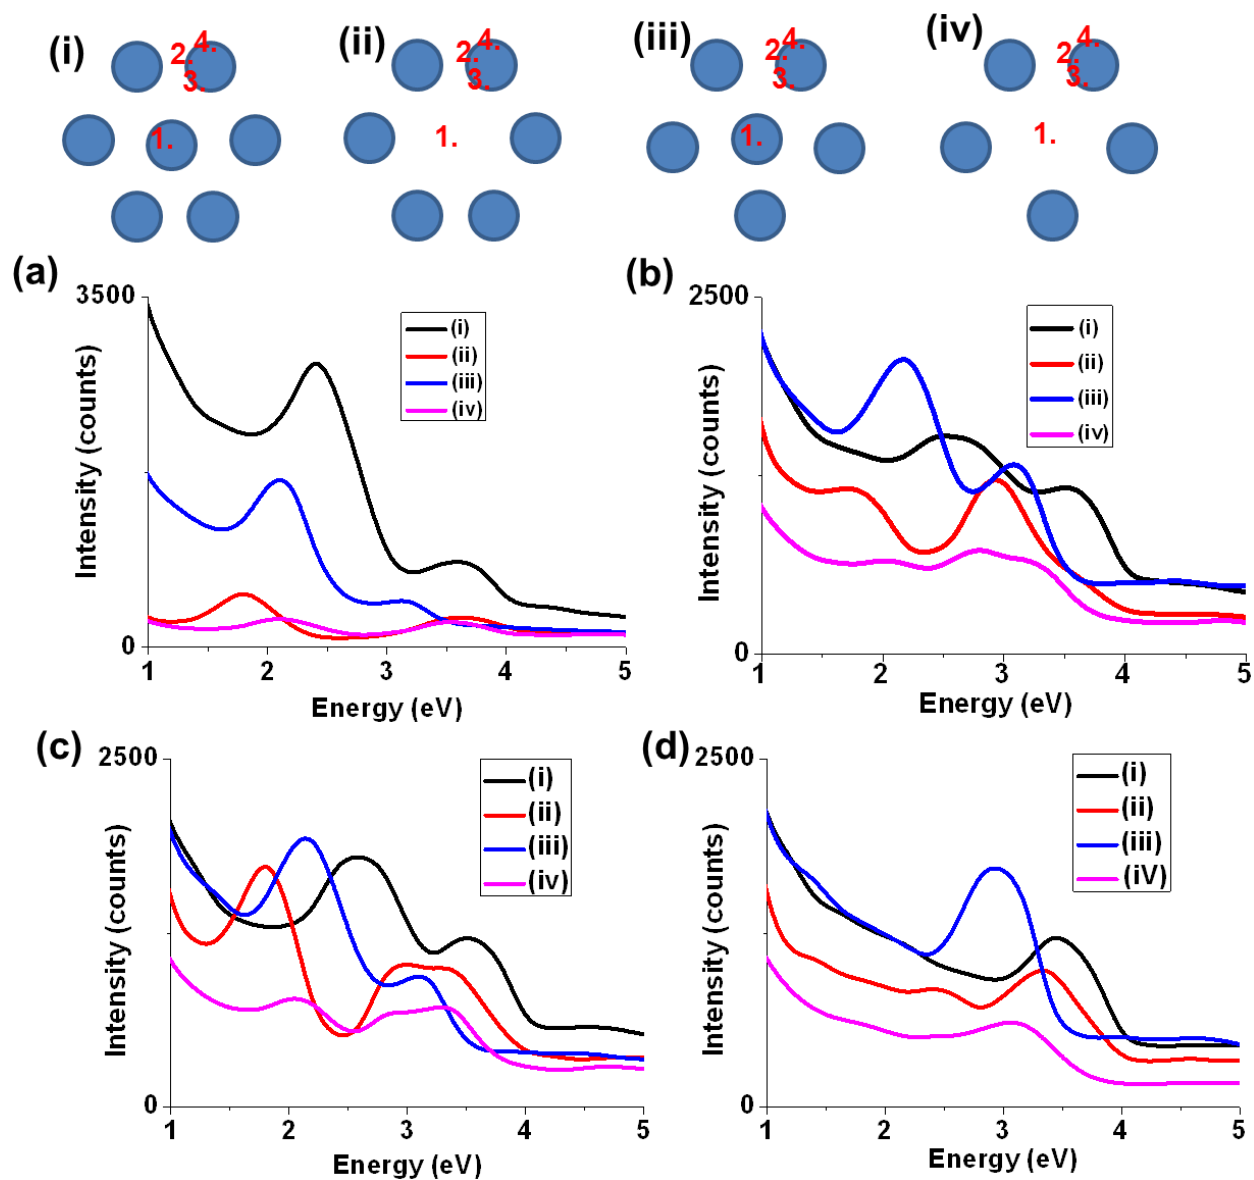 (i) (ii) (iii) (iv)
4. 4. 4. 4.
2. 2. 2. 2.
3. 3. 3. 3.
1. 1. 1. 1.
(a)
3500
(i)
(ii)
(iii)
(iv)
Intensity (counts)
0
1 2 3 4 5
Energy (eV)
(b)
2500
(i)
(ii)
(iii)
(iv)
Intensity (counts)
0
1 2 3 4 5
Energy (eV)
(c)
2500
(i)
(ii)
(iii)
(iv)
Intensity (counts)
0
1 2 3 4 5
Energy (eV)
(d)
2500
(i)
(ii)
(iii)
(iV)
Intensity (counts)
0
1 2 3 4 5
Energy (eV)